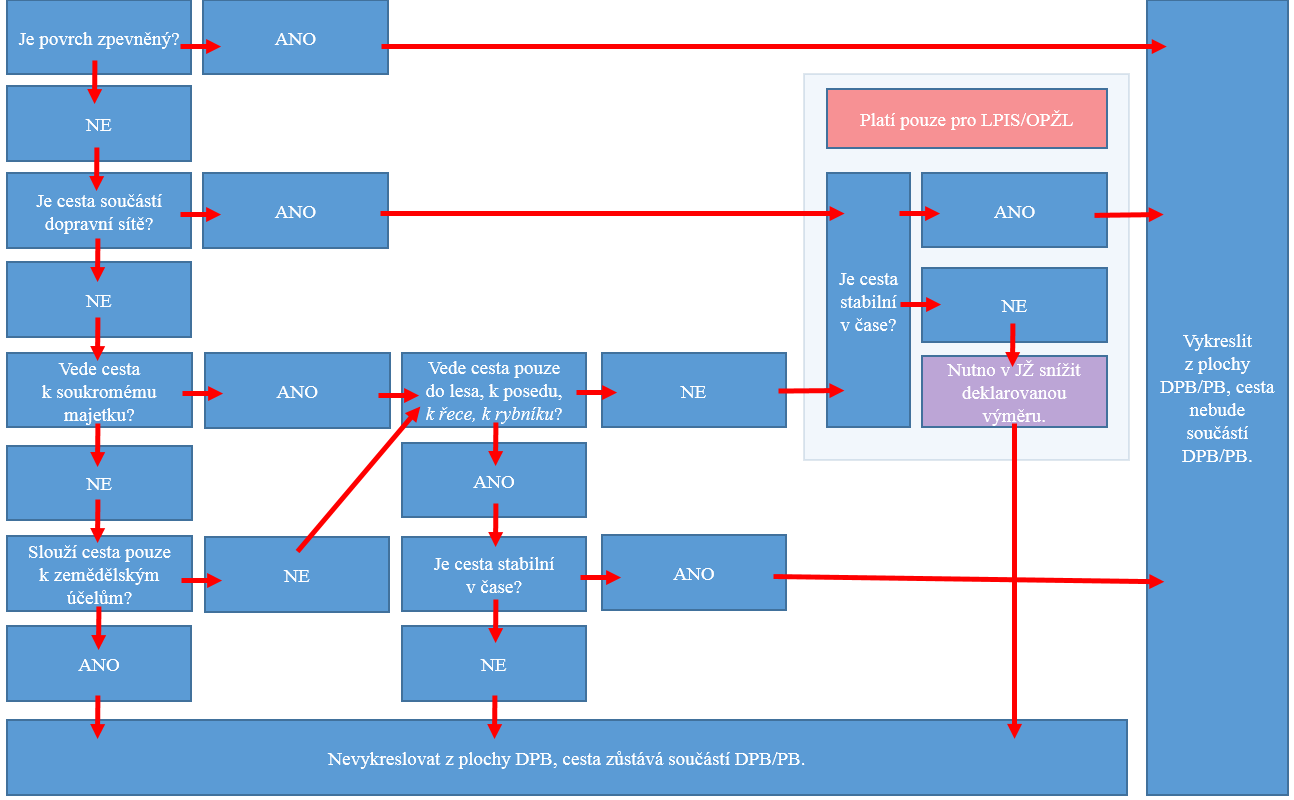 Je povrch zpevněný?
ANO
NE
Platí pouze pro LPIS/OPŽL
Je cesta součástí
dopravní sítě?
ANO
ANO
NE
Je cesta
stabilní
v čase?
NE
Vede cesta
k soukromému
majetku?
ANO
Vede cesta pouze
do lesa, k posedu,
k řece, k rybníku?
NE
Nutno v JŽ snížit
deklarovanou
výměru.
Vykreslit
z plochy
DPB/PB, cesta
nebude
součástí
DPB/PB.
NE
ANO
Slouží cesta pouze
k zemědělským
účelům?
NE
Je cesta stabilní
v čase?
ANO
ANO
NE
Nevykreslovat z plochy DPB, cesta zůstává součástí DPB/PB.